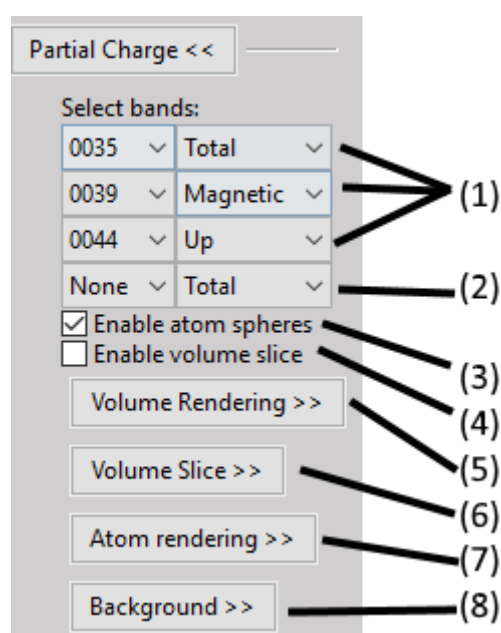 Partial Charge <<
Select bands:
0035 Total
0039 Magnetic (1)
0044 Up
None Total (2)
Enable atom spheres (3)
Enable volume slice (4)
Volume Rendering >> (5)
Volume Slice >> (6)
Atom rendering >> (7)
Background >> (8)